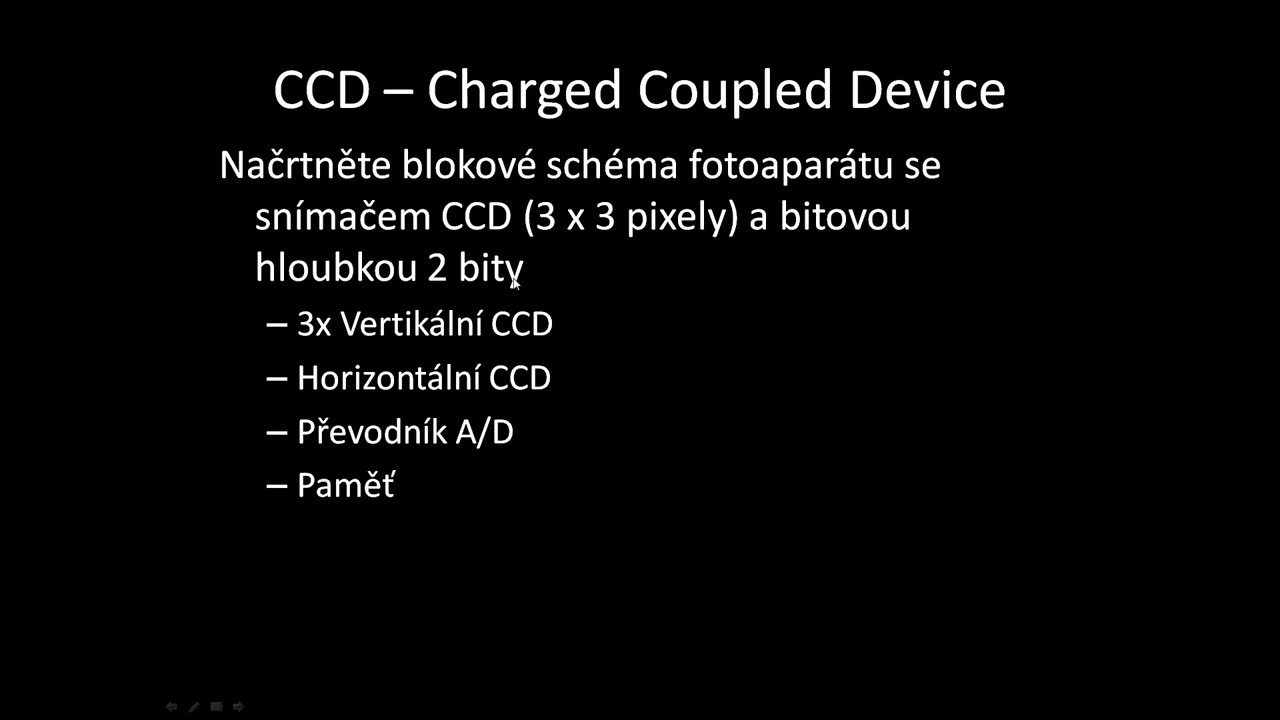 CCD – Charged Coupled Device
Načrtněte blokové schéma fotoaparátu se
snímačem CCD (3 x 3 pixely) a bitovou
hloubkou 2 bity
– 3x Vertikální CCD
– Horizontální CCD
– Převodník A/D
– Paměť